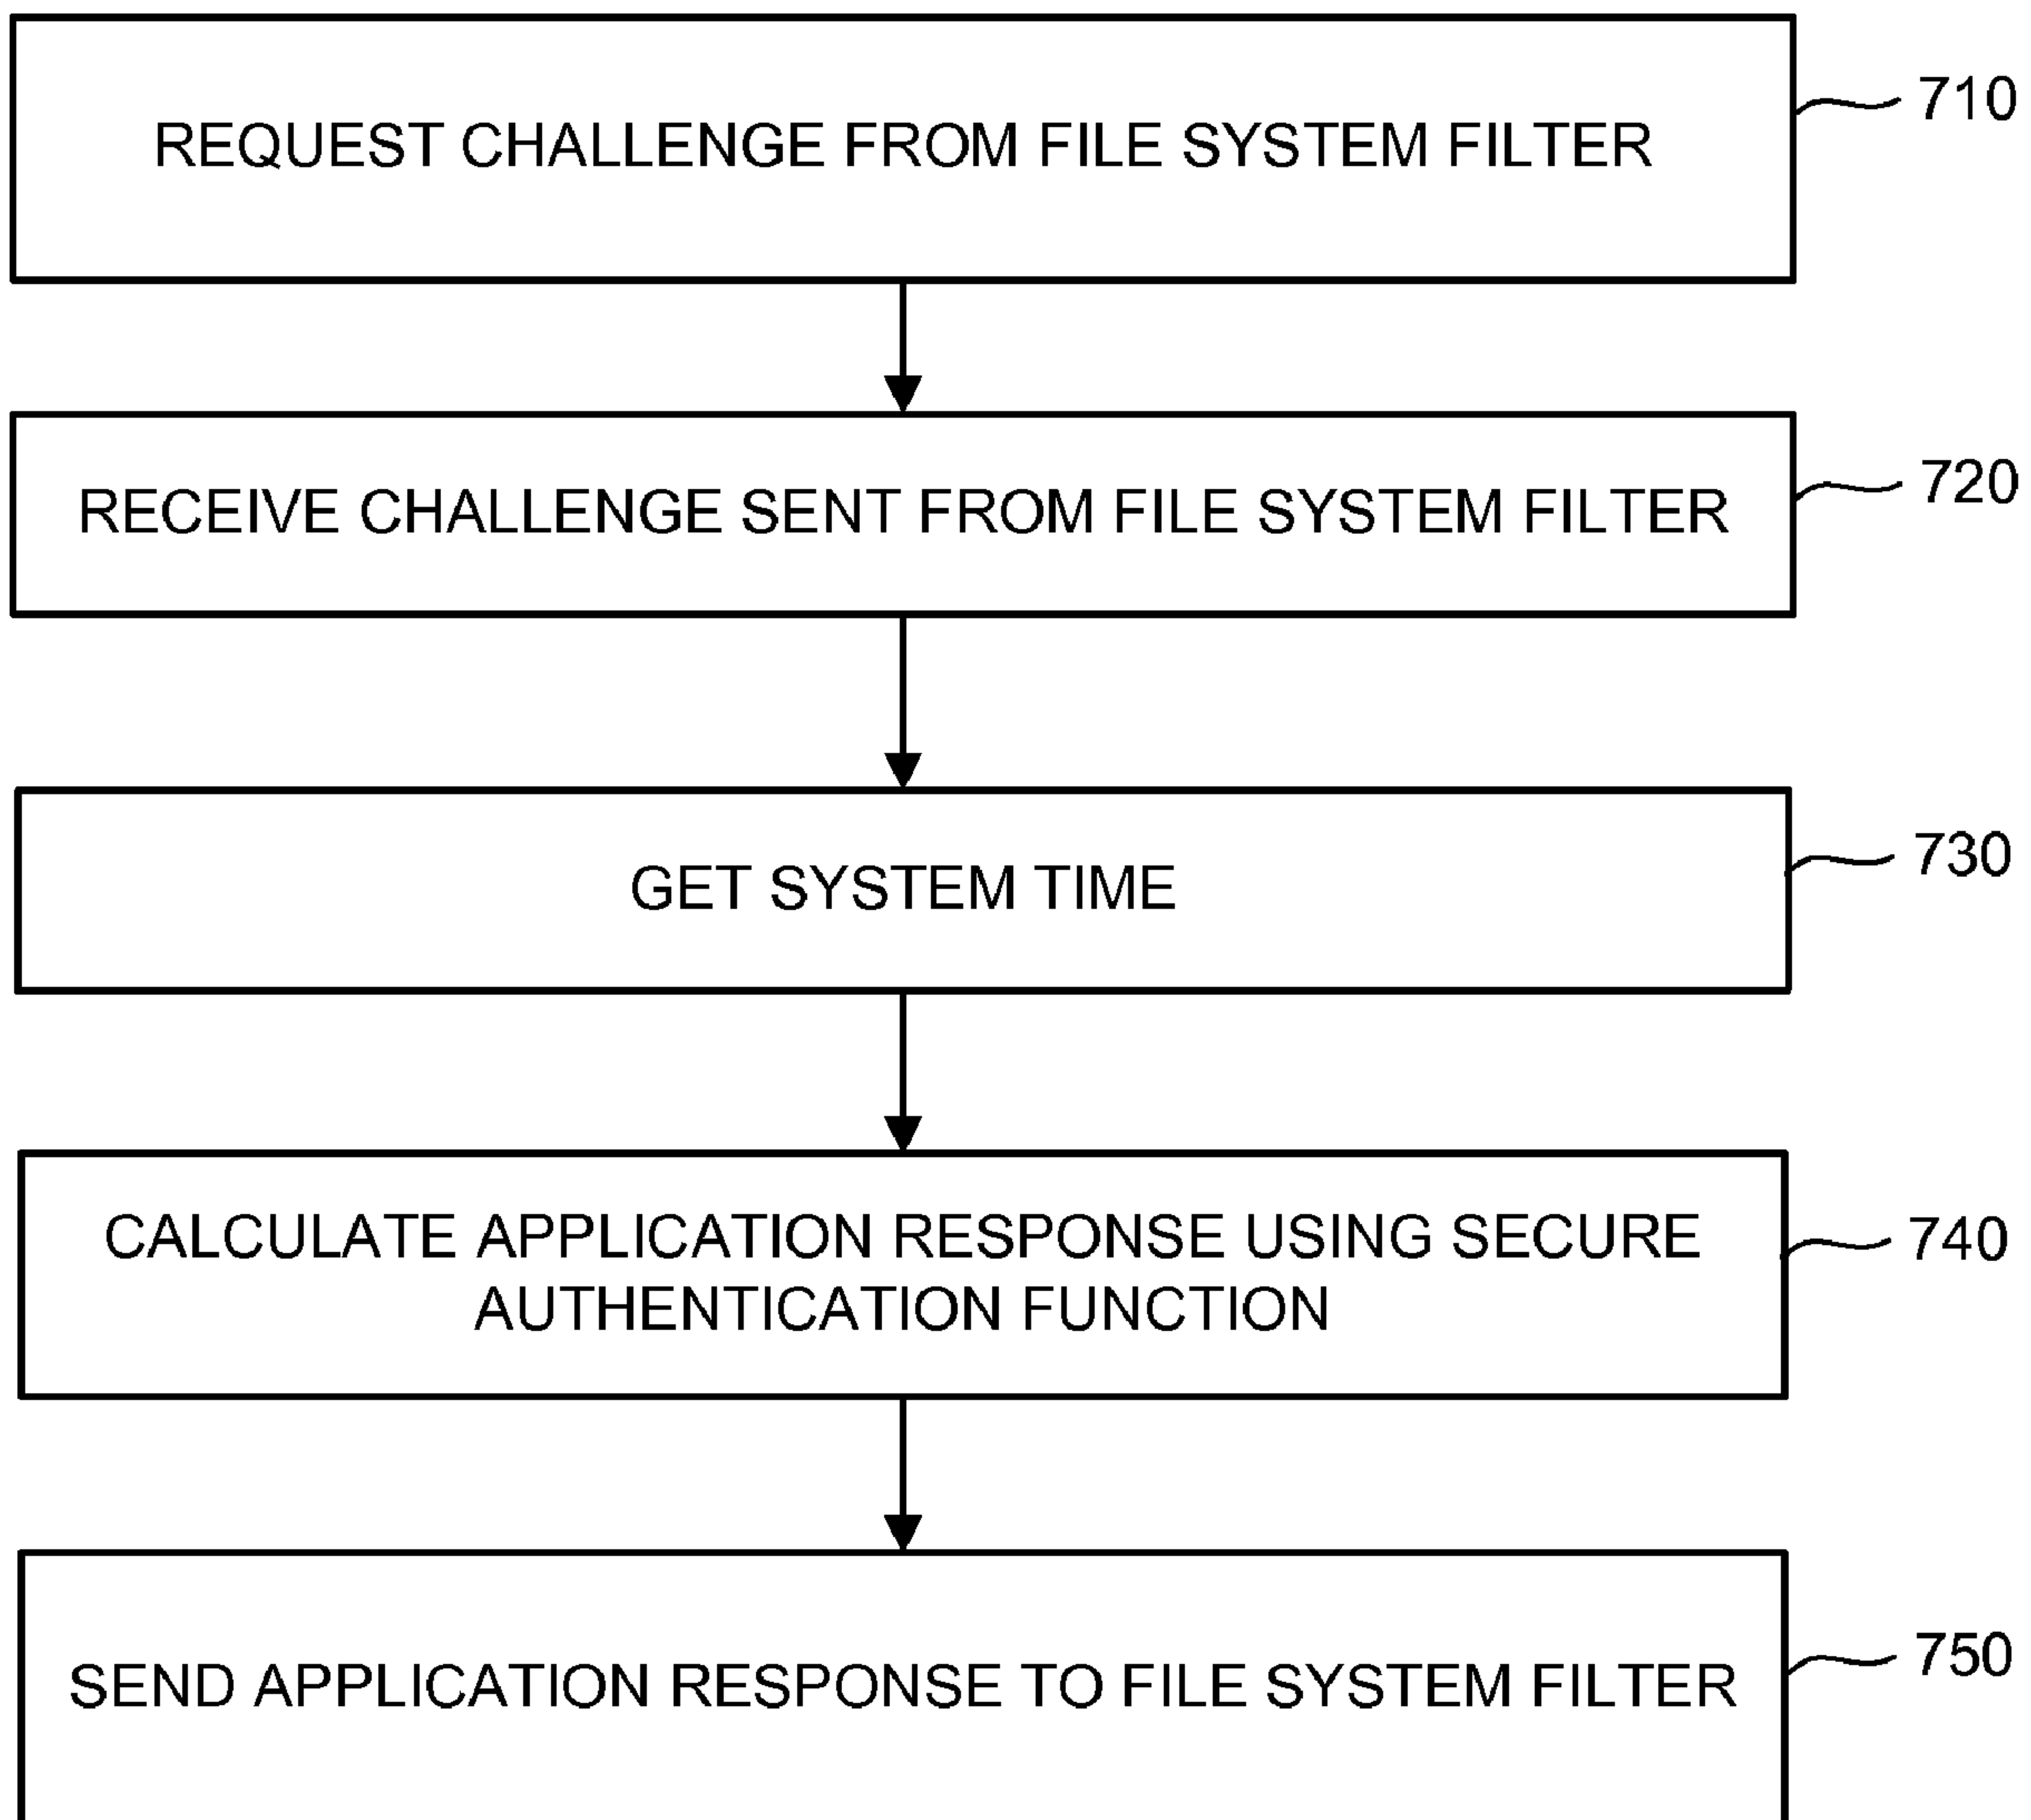 REQUEST CHALLENGE FROM FILE SYSTEM FILTER
710
RECEIVE CHALLENGE SENT FROM FILE SYSTEM FILTER
720
GET SYSTEM TIME
730
CALCULATE APPLICATION RESPONSE USING SECURE
AUTHENTICATION FUNCTION
740
SEND APPLICATION RESPONSE TO FILE SYSTEM FILTER
750